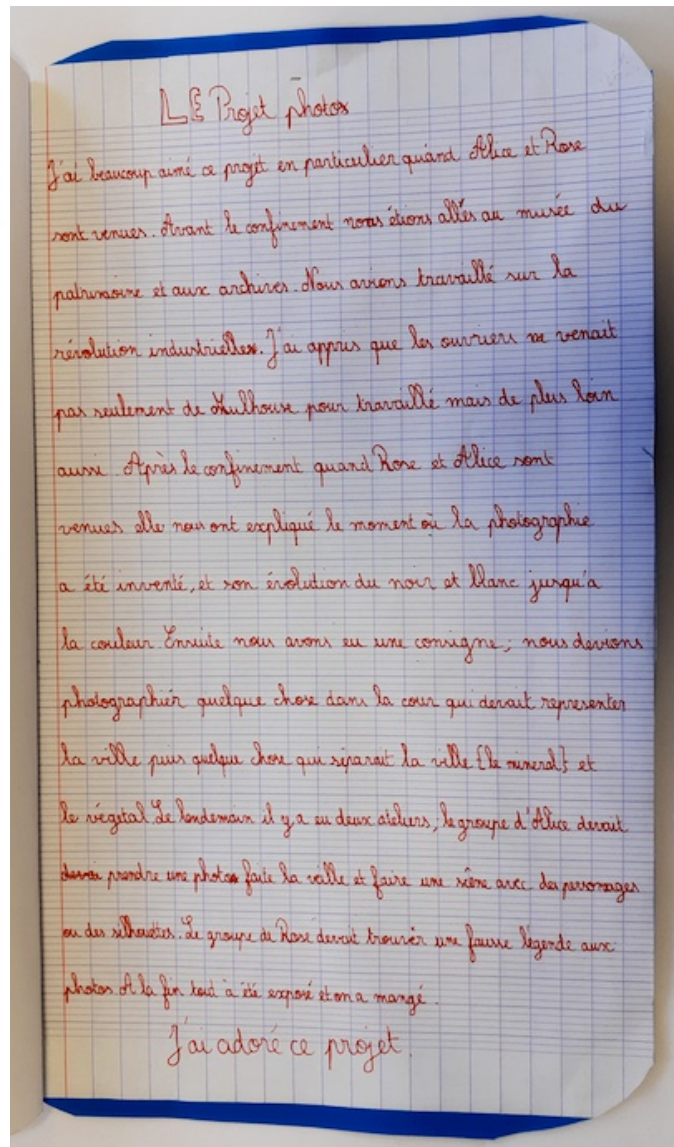 LE Projet photos
J'ai beaucoup aimé ce projet en particulier quand Alice et Rose
sont venues. Avant le confinement nous étions allés au musée du
patrimoine et aux archives. Nous avions travaillé sur la
révolution industrielle. J'ai appris que les ouvriers ne venait
pas seulement de Mulhouse pour travaillé mais de plus loin
aussi. Après le confinement quand Rose et Alice sont
venues elle nous ont expliqué le moment où la photographie
a été inventé, et son évolution du noir et blanc jusqu'a
la couleur. Ensuite nous avons eu une consigne; nous devions
photographier quelque chose dans la cour qui devait representer
la ville puis quelque chose qui séparait la ville (le mineral) et
le végetal. Le lendemain il y a eu deux ateliers, le groupe d'Alice devait
prendre une photo faite la veille et faire une scène avec des personages
ou des silhouettes. Le groupe de Rose devait trouver une fausse légende aux
photos. A la fin tout a été exposé et on a mangé.
J'ai adoré ce projet.